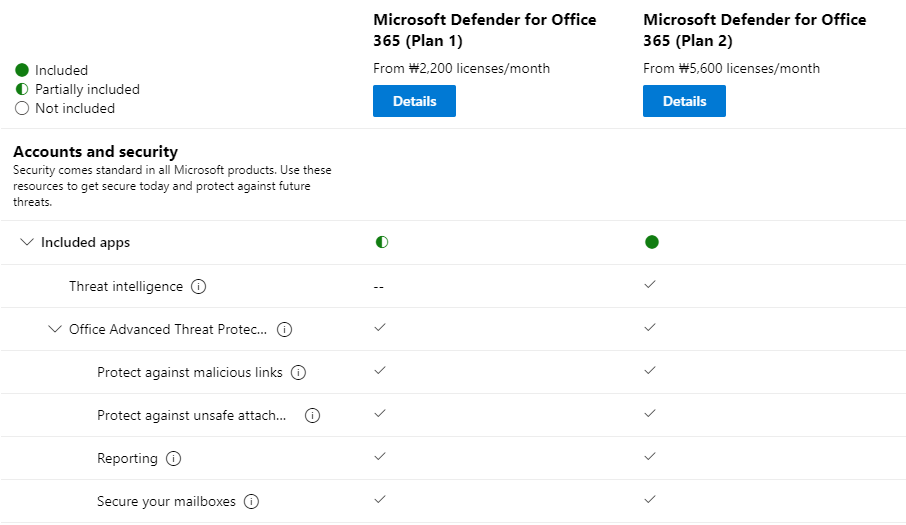 Microsoft Defender for Office
365 (Plan 1)
From ₩2,200 licenses/month
Details
Microsoft Defender for Office
365 (Plan 2)
From ₩5,600 licenses/month
Details
Included
Partially included
Not included
Accounts and security
Security comes standard in all Microsoft products. Use these
resources to get secure today and protect against future
threats.
Included apps
Threat intelligence
--
Office Advanced Threat Protec...
Protect against malicious links
Protect against unsafe attach...
Reporting
Secure your mailboxes